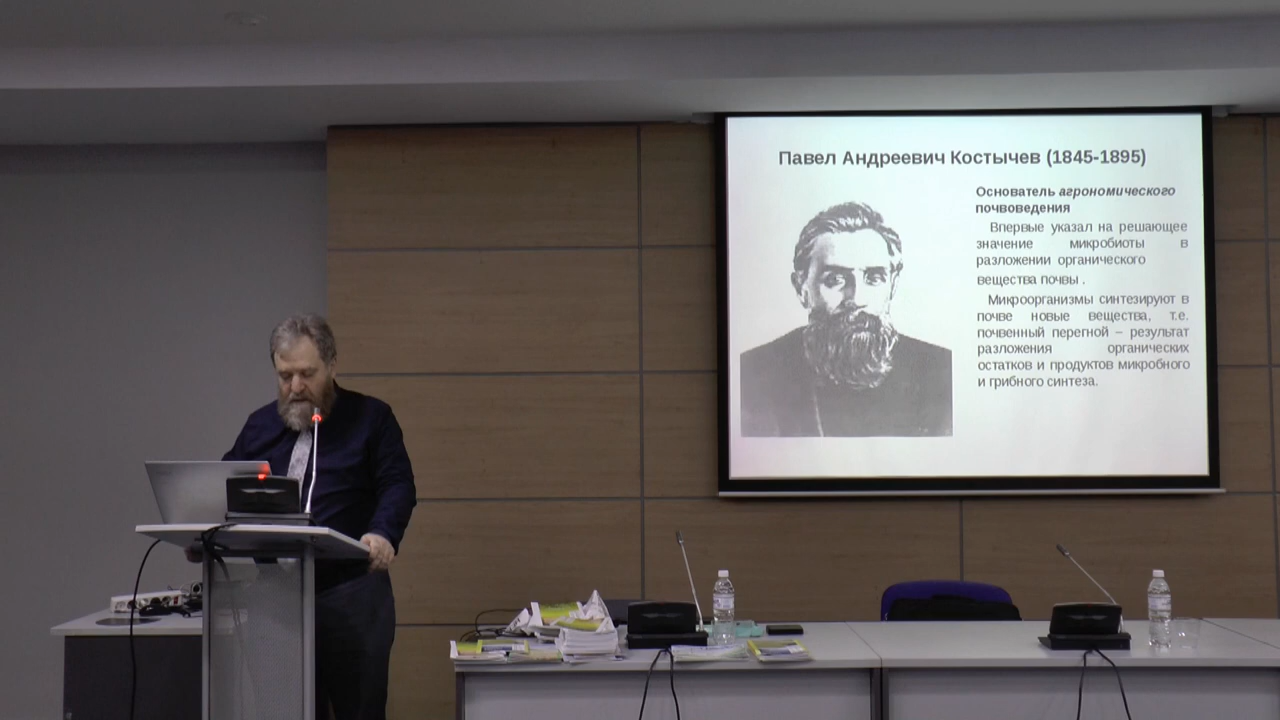 Павел Андреевич Костычев (1845-1895)
Основатель агрономического
почвоведения
Впервые указал на решающее
значение микробиоты в
разложении органического
вещества почвы .
Микроорганизмы синтезируют в
почве новые вещества, т.е.
почвенный перегной – результат
разложения органических
остатков и продуктов микробного
и грибного синтеза.